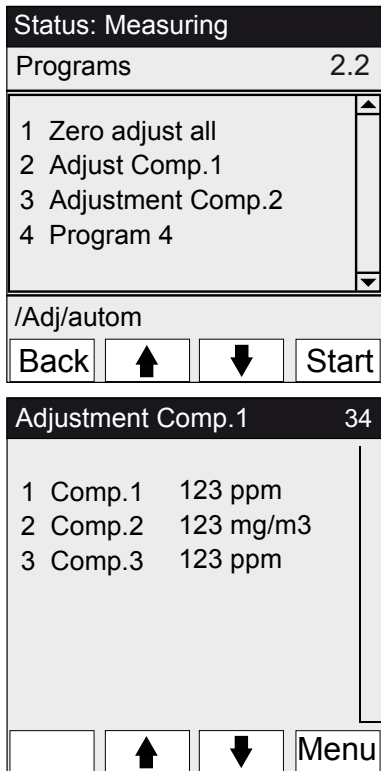 Status: Measuring
Programs 2.2
1 Zero adjust all
2 Adjust Comp.1
3 Adjustment Comp.2
4 Program 4
/Adj/autom
Back Start
Adjustment Comp.1 34
1 Comp.1 123 ppm
2 Comp.2 123 mg/m3
3 Comp.3 123 ppm
Menu